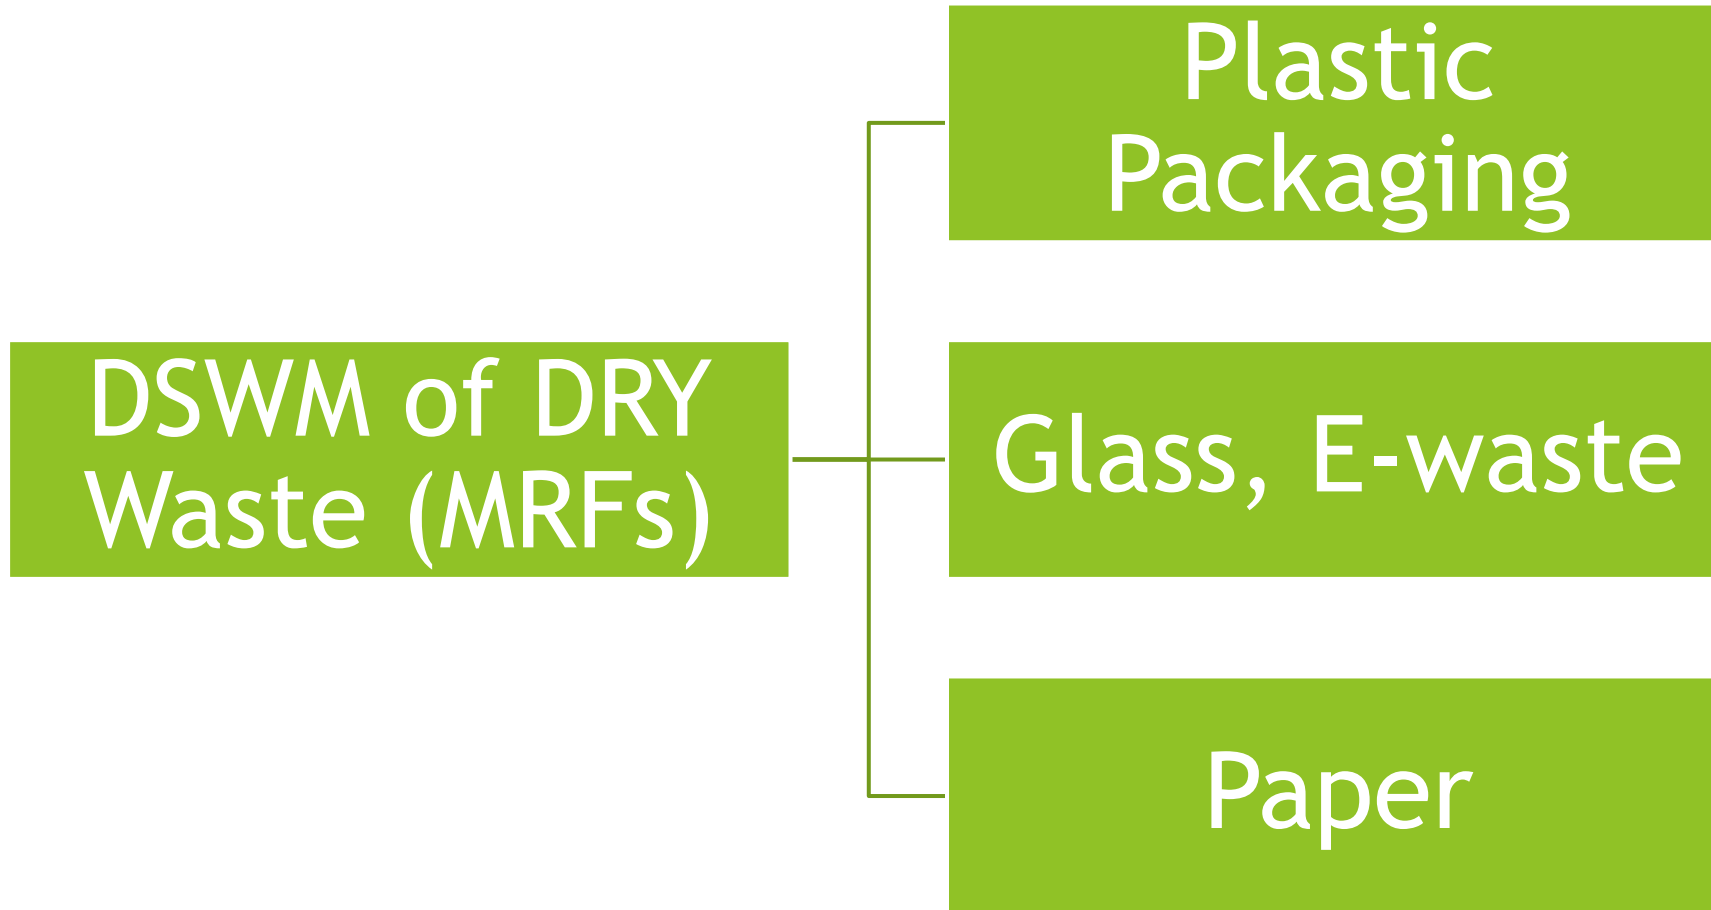 Plastic
Packaging
DSWM of DRY
Waste (MRFs)
Glass, E-waste
Paper